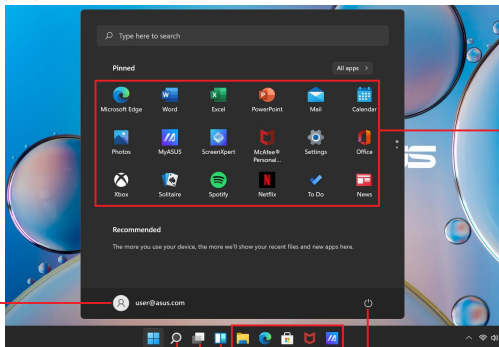 Type here to search
Pinned
All apps >
Microsoft Edge Word Excel PowerPoint Mail Calendar
Photos MyASUS ScreenXpert McAfee® Personal... Settings Office
Xbox Solitaire Spotify Netflix To Do News
Recommended
The more you use your device, the more we'll show your recent files and new apps here.
user@asus.com